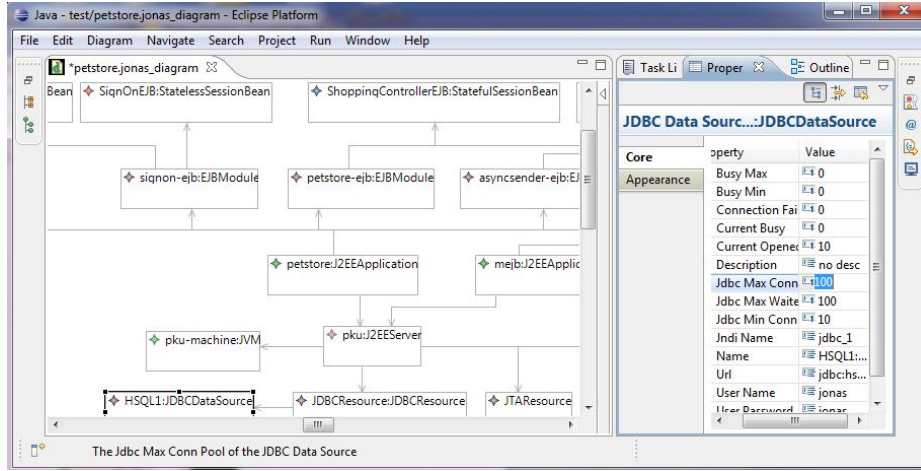 Java - test/petstore.jonas_diagram - Eclipse Platform
File Edit Diagram Navigate Search Project Run Window Help
*petstore.jonas_diagram
Bean
SignOnEJB:StatelessSessionBean
ShoppingControllerEJB:StatefulSessionBean
signon-ejb:EJBModule
petstore-ejb:EJBModule
asyncsender-ejb:EJ
petstore:J2EEApplication
mejb:J2EEApplic
pku-machine:JVM
pku:J2EEServer
HSQL1:JDBCDataSource
JDBCResource:JDBCResource
JTAResource
Task Li Proper Outline
JDBC Data Sourc...:JDBCDataSource
Core
Appearance
operty Value
Busy Max 0
Busy Min 0
Connection Fai 0
Current Busy 0
Current Openec 10
Description no desc
Jdbc Max Conn 100
Jdbc Max Waite 100
Jdbc Min Conn 10
Jndi Name jdbc_1
Name HSQL1:...
Url jdbc:hs...
User Name jonas
User Password jonas
The Jdbc Max Conn Pool of the JDBC Data Source